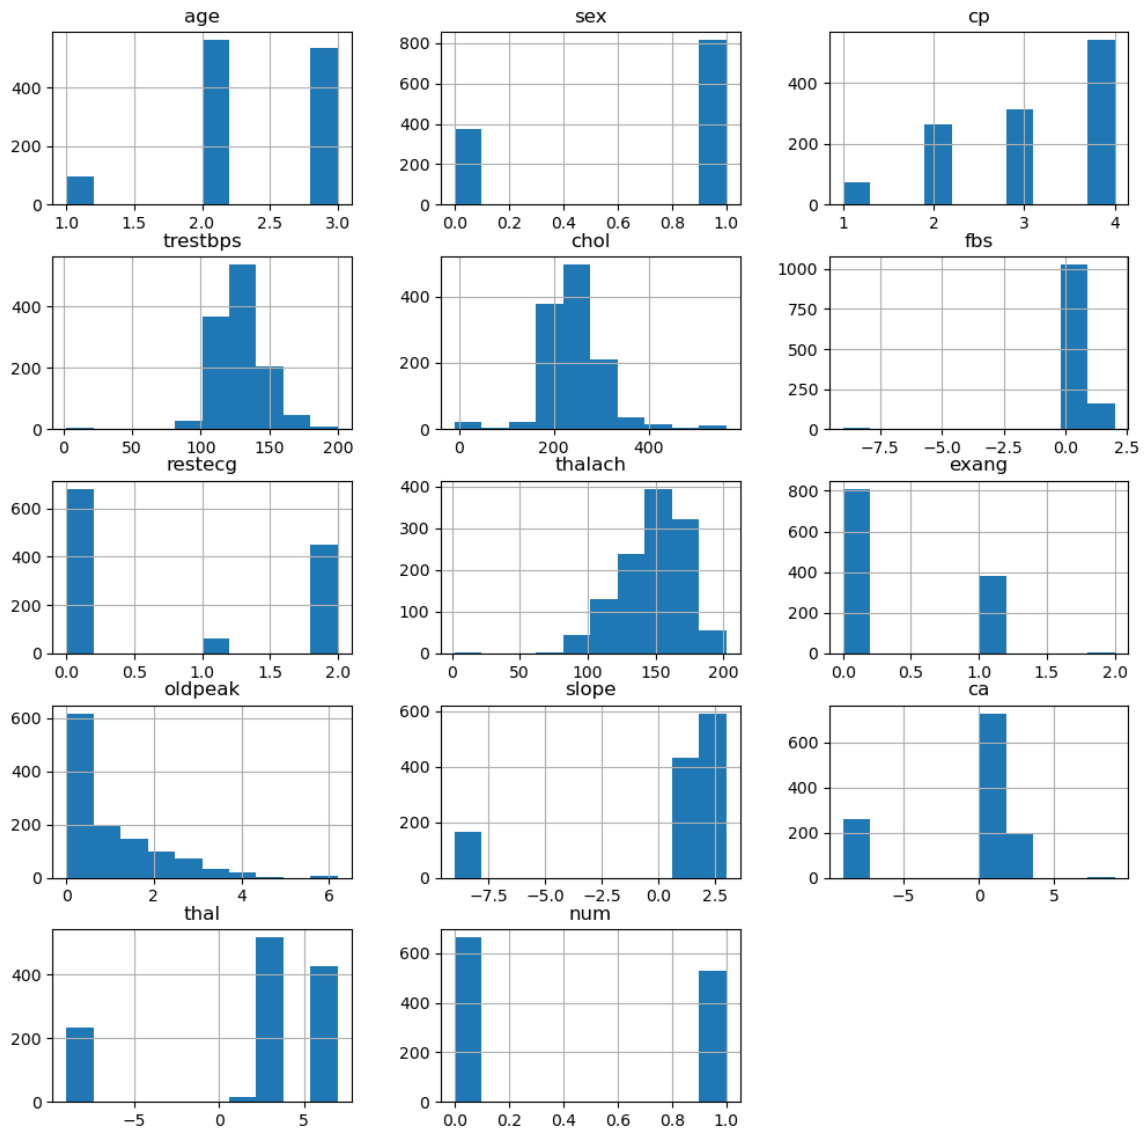 age sex cp
400
200
0
1.0 1.5 2.0 2.5 3.0
800
600
400
200
0
0.0 0.2 0.4 0.6 0.8 1.0
400
200
0
1 2 3 4
trestbps chol fbs
400
200
0
0 50 100 150 200
400
200
0
0 200 400
1000
750
500
250
0
−7.5 −5.0 −2.5 0.0 2.5
restecg thalach exang
600
400
200
0
0.0 0.5 1.0 1.5 2.0
400
300
200
100
0
0 50 100 150 200
800
600
400
200
0
0.0 0.5 1.0 1.5 2.0
oldpeak slope ca
600
400
200
0
0 2 4 6
600
400
200
0
−7.5 −5.0 −2.5 0.0 2.5
600
400
200
0
−5 0 5
thal num
400
200
0
−5 0 5
600
400
200
0
0.0 0.2 0.4 0.6 0.8 1.0